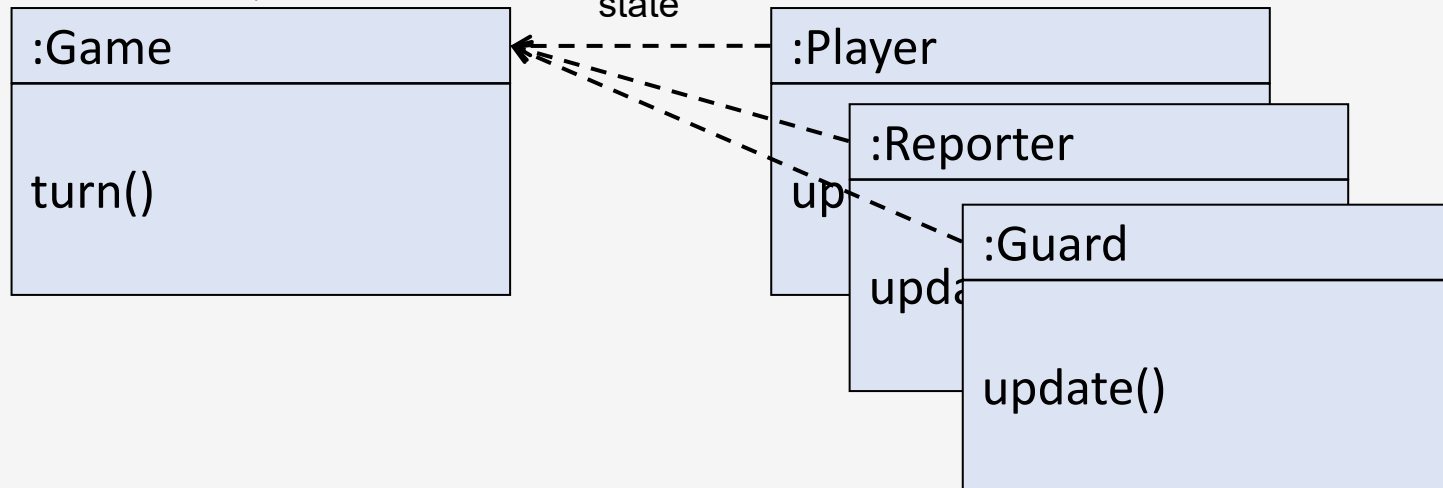 state
:Game
turn()
:Player
up
:Reporter
upda
:Guard
update()